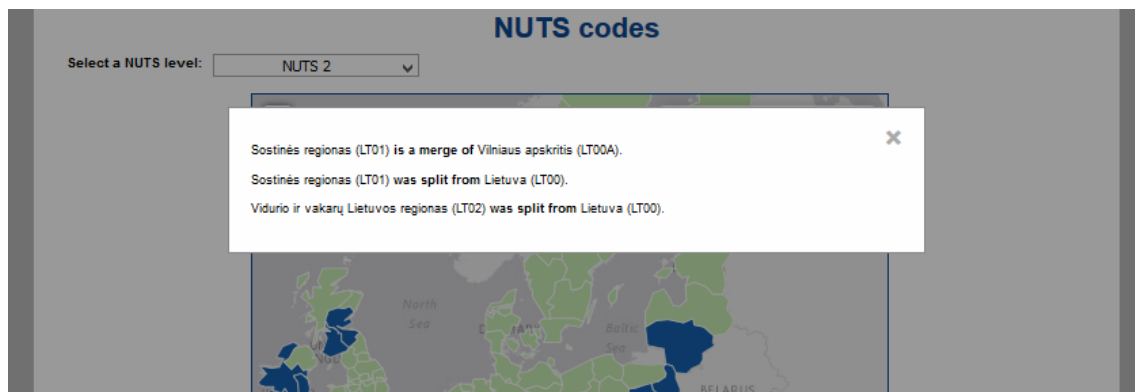 NUTS codes
Select a NUTS level: NUTS 2
Sostinės regionas (LT01) is a merge of Vilniaus apskritis (LT00A).
Sostinės regionas (LT01) was split from Lietuva (LT00).
Vidurio ir vakarų Lietuvos regionas (LT02) was split from Lietuva (LT00).
North
Sea
Baltic
Sea
BELARUS